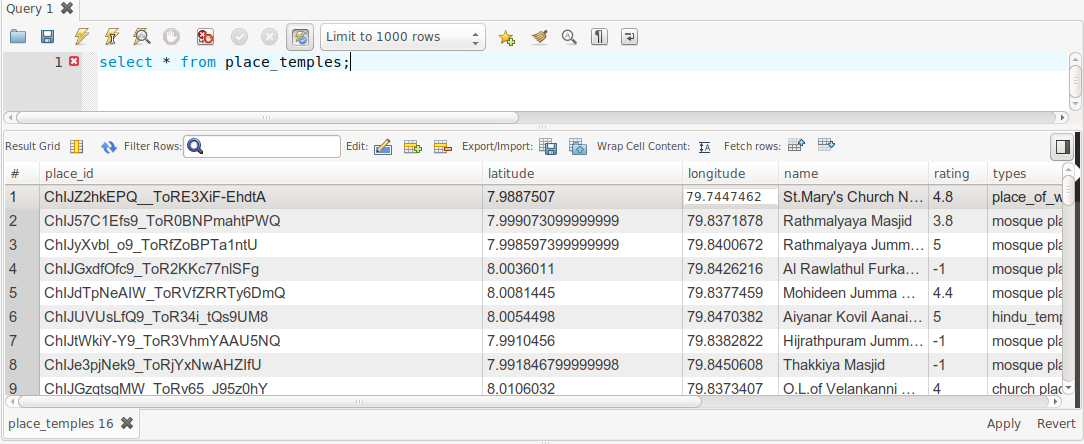 Query 1
Limit to 1000 rows
1 select * from place_temples;
Result Grid Filter Rows: Edit: Export/Import: Wrap Cell Content: Fetch rows:
# place_id latitude longitude name rating types
1 ChIJZ2hkEPQ__ToRE3XiF-EhdtA 7.9887507 79.7447462 St.Mary's Church N... 4.8 place_of_w
2 ChIJ57C1Efs9_ToR0BNPmahtPWQ 7.999073099999999 79.8371878 Rathmalyaya Masjid 3.8 mosque pla
3 ChIJyXvbl_o9_ToRfZoBPTa1ntU 7.998597399999999 79.8400672 Rathmalyaya Jumm... 5 mosque pla
4 ChIJGxdfOfc9_ToR2KKc77nlSFg 8.0036011 79.8426216 Al Rawlathul Furka... -1 mosque pla
5 ChIJdTpNeAIW_ToRVfZRRTy6DmQ 8.0081445 79.8377459 Mohideen Jumma ... 4.4 mosque pla
6 ChIJUVUsLfQ9_ToR34i_tQs9UM8 8.0054498 79.8470382 Aiyanar Kovil Aanai... 5 hindu_temp
7 ChIJtWkiY-Y9_ToR3VhmYAAU5NQ 7.9910456 79.8382822 Hijrathpuram Jumm... -1 mosque pla
8 ChIJe3pjNek9_ToRjYxNwAHZIfU 7.9918467999999998 79.8450608 Thakkiya Masjid -1 mosque pla
9 ChIJGzqtsgMW_ToRv65_J95z0hY 8.0106032 79.8373407 O.L.of Velankanni ... 4 church plac
place_temples 16 Apply Revert